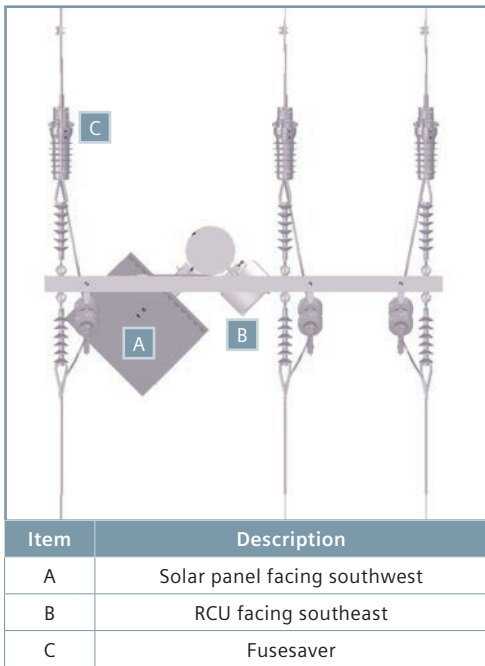 C
A
B
Item Description
A Solar panel facing southwest
B RCU facing southeast
C Fusesaver